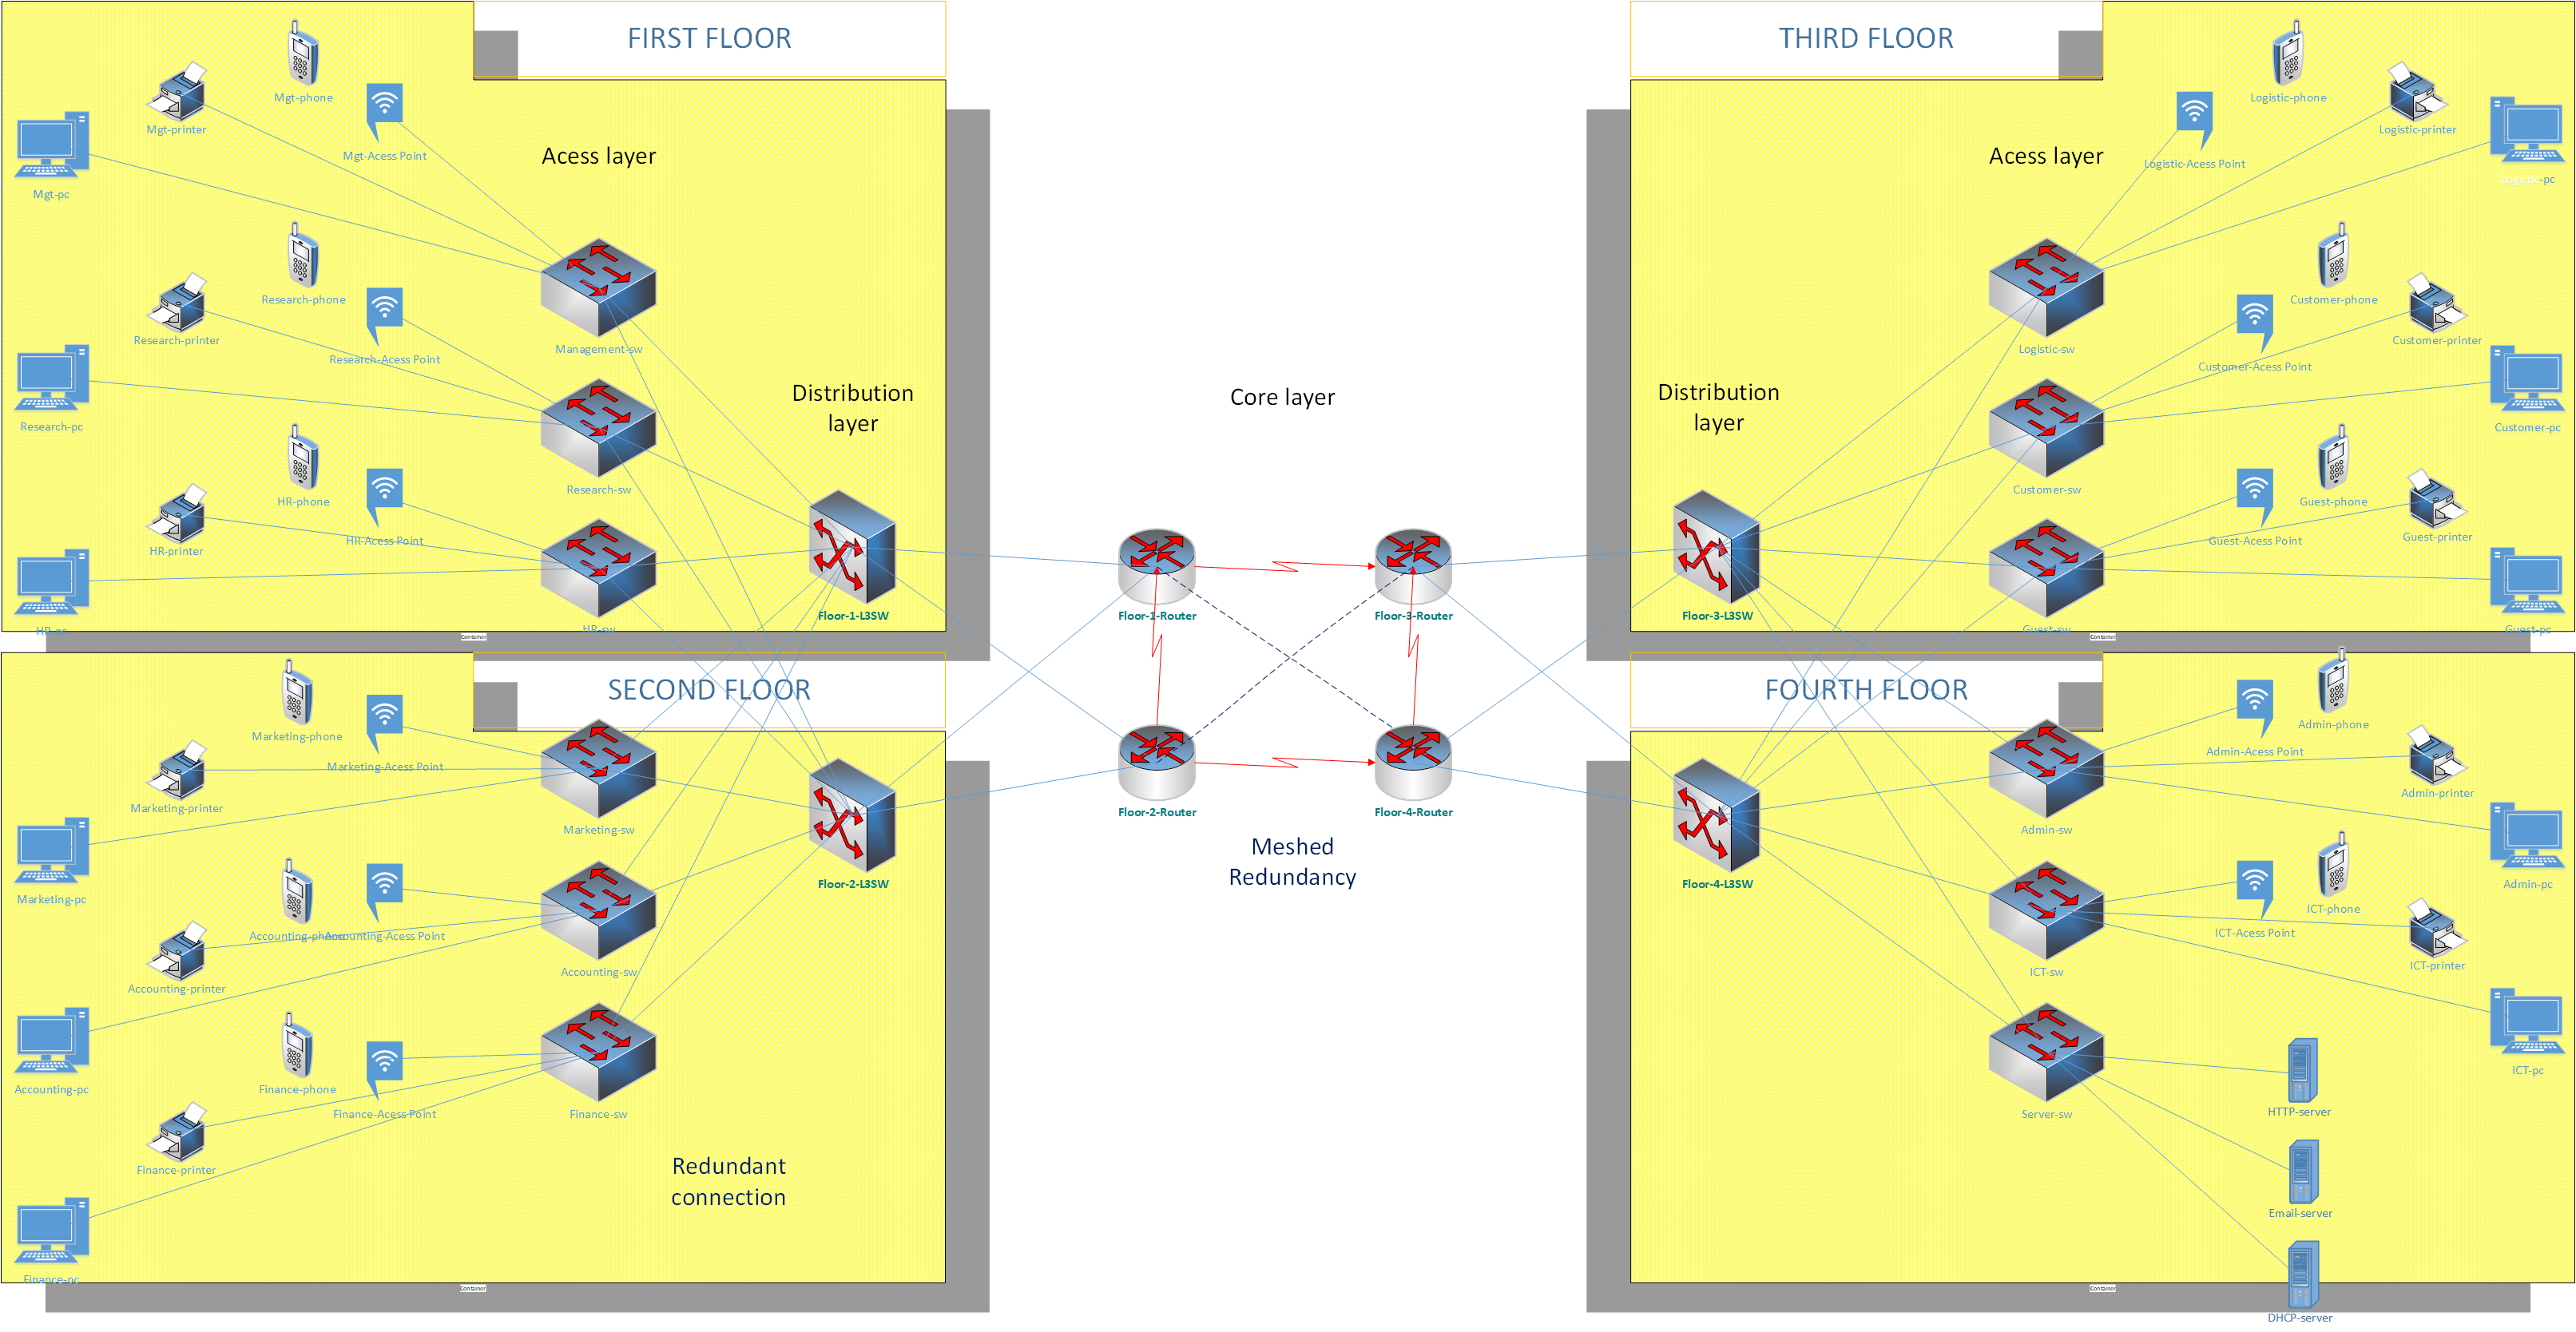 FIRST FLOOR
Mgt-phone
Mgt-printer
Mgt-Acess Point
Mgt-pc
Acess layer
Management-sw
Research-phone
Research-printer
Research-Acess Point
Research-pc
Research-sw
Distribution
layer
HR-phone
HR-printer
HR-Acess Point
HR-pc
HR-sw
Floor-1-L3SW
Container
SECOND FLOOR
Marketing-phone
Marketing-Acess Point
Marketing-printer
Marketing-sw
Marketing-pc
Floor-2-L3SW
Accounting-phone
Accounting-Acess Point
Accounting-printer
Accounting-sw
Accounting-pc
Finance-phone
Finance-Acess Point
Finance-sw
Finance-printer
Finance-pc
Redundant
connection
Container
Core layer
Floor-1-Router
Floor-3-Router
Floor-2-Router
Floor-4-Router
Meshed
Redundancy
THIRD FLOOR
Logistic-phone
Logistic-printer
Logistic-Acess Point
-pc
Acess layer
Logistic-sw
Customer-phone
Customer-printer
Customer-Acess Point
Customer-pc
Customer-sw
Distribution
layer
Guest-phone
Guest-printer
Guest-Acess Point
Guest-pc
Guest-sw
Floor-3-L3SW
Container
FOURTH FLOOR
Admin-phone
Admin-Acess Point
Admin-printer
Admin-sw
Admin-pc
Floor-4-L3SW
ICT-phone
ICT-Acess Point
ICT-printer
ICT-sw
ICT-pc
HTTP-server
Server-sw
Email-server
Container
DHCP-server